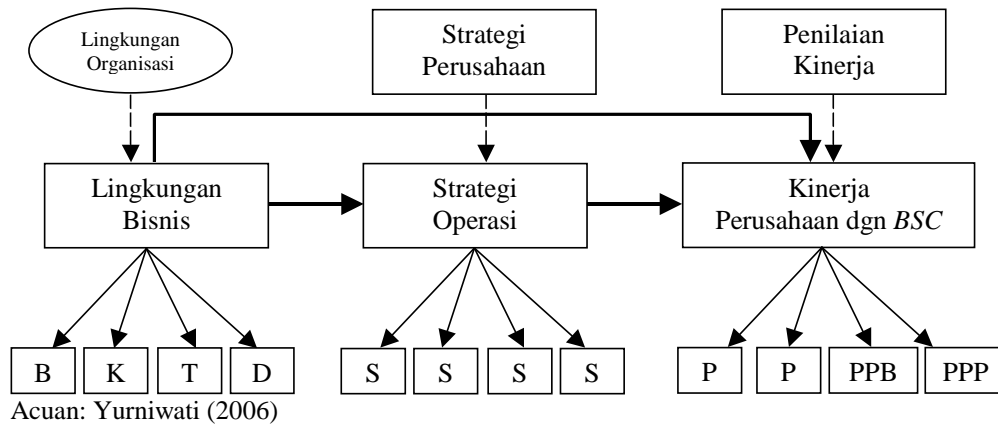 Lingkungan
Organisasi
Strategi
Perusahaan
Penilaian
Kinerja
Lingkungan
Bisnis
Strategi
Operasi
Kinerja
Perusahaan dgn BSC
B K T D S S S S P P PPB PPP
Acuan: Yurniwati (2006)